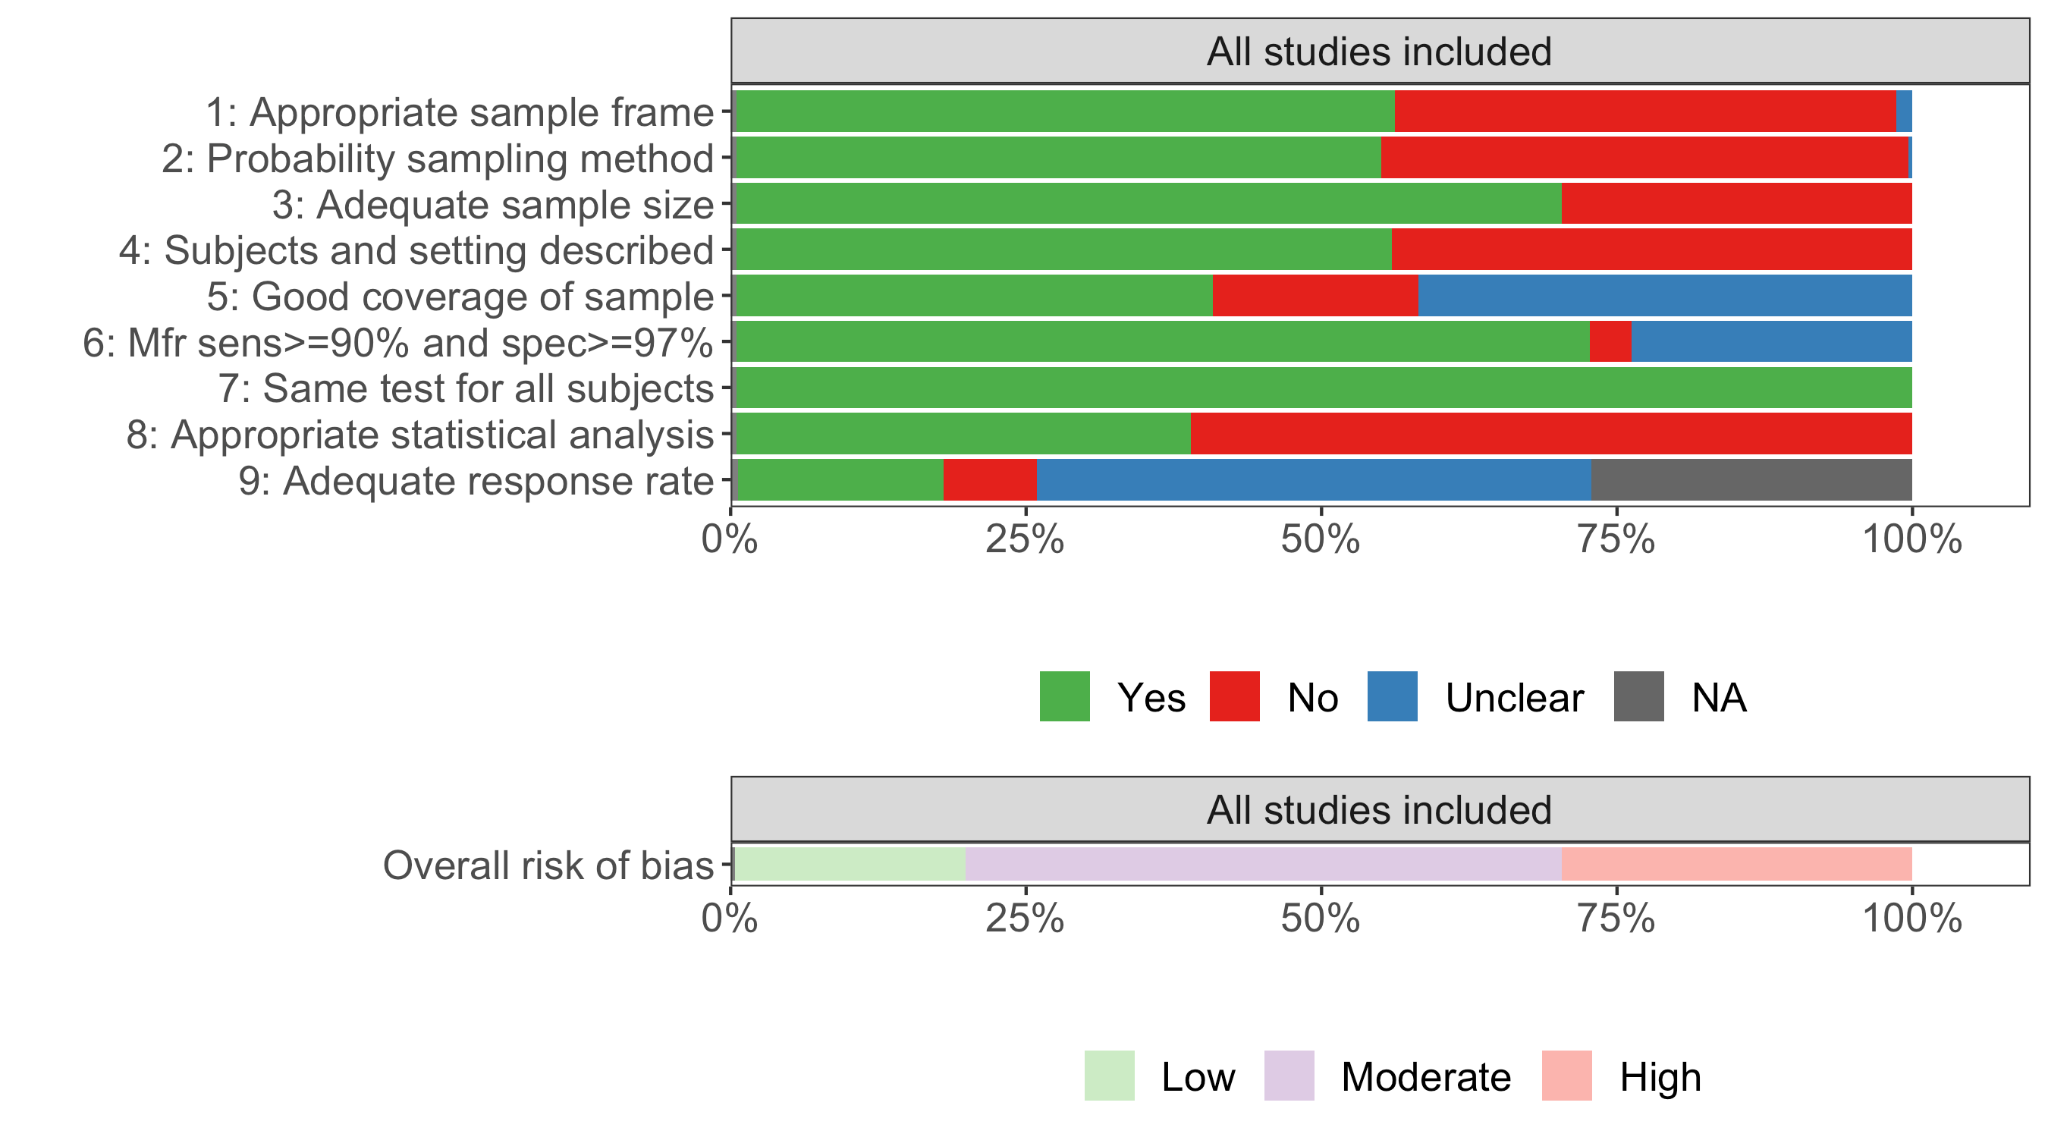 All studies included
1: Appropriate sample frame
2: Probability sampling method
3: Adequate sample size
4: Subjects and setting described
5: Good coverage of sample
6: Mfr sens>=90% and spec>=97%
7: Same test for all subjects
8: Appropriate statistical analysis
9: Adequate response rate
0% 25% 50% 75% 100%
Yes No Unclear NA
All studies included
Overall risk of bias
0% 25% 50% 75% 100%
Low Moderate High